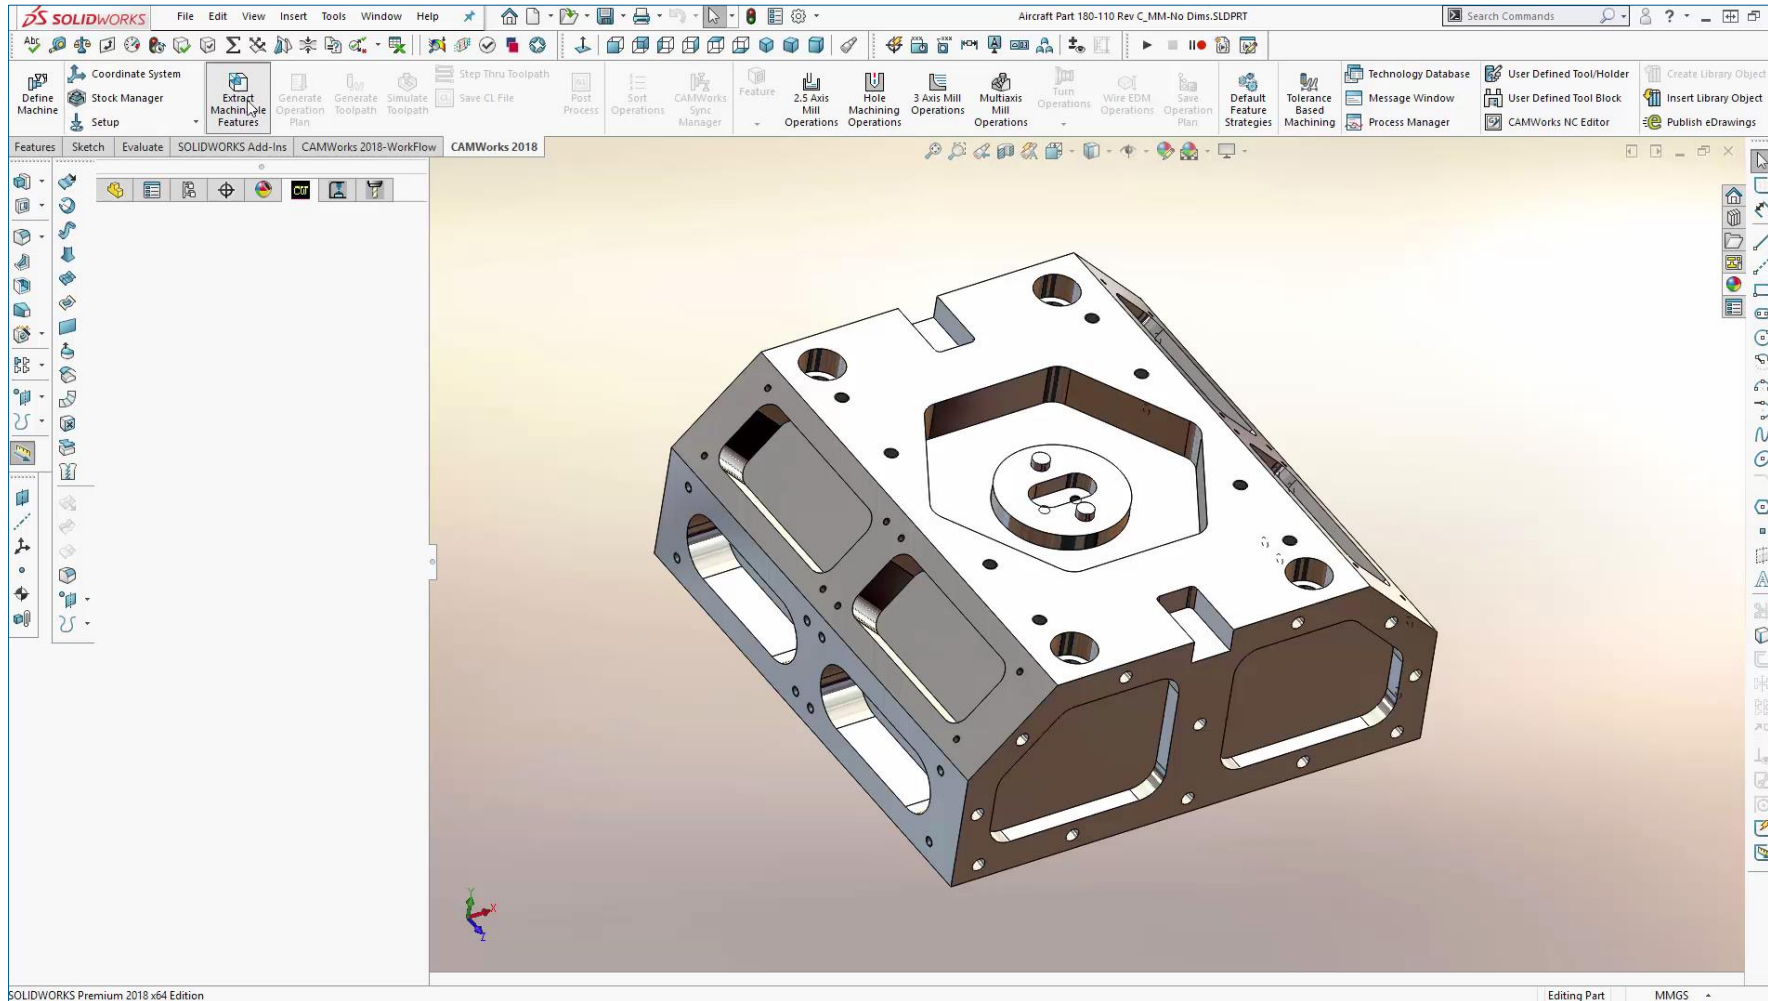 SOLIDWORKS File Edit View Insert Tools Window Help Aircraft Part 180-110 Rev C_MM-No Dims.SLDPRT Search Commands ?
Abc
Define Machine
Coordinate System
Stock Manager
Setup
Extract Machinable Features
Generate Operation Plan
Generate Toolpath
Simulate Toolpath
Step Thru Toolpath
Save CL File
Post Process
Sort Operations
CAMWorks Sync Manager
Feature
2.5 Axis Mill Operations
Hole Machining Operations
3 Axis Mill Operations
Multiaxis Mill Operations
Turn Operations
Wire EDM Operations
Save Operation Plan
Default Feature Strategies
Tolerance Based Machining
Technology Database
Message Window
Process Manager
User Defined Tool/Holder
User Defined Tool Block
CAMWorks NC Editor
Create Library Object
Insert Library Object
Publish eDrawings
Features Sketch Evaluate SOLIDWORKS Add-Ins CAMWorks 2018-WorkFlow CAMWorks 2018
Y
X
Z
SOLIDWORKS Premium 2018 x64 Edition Editing Part MMGS